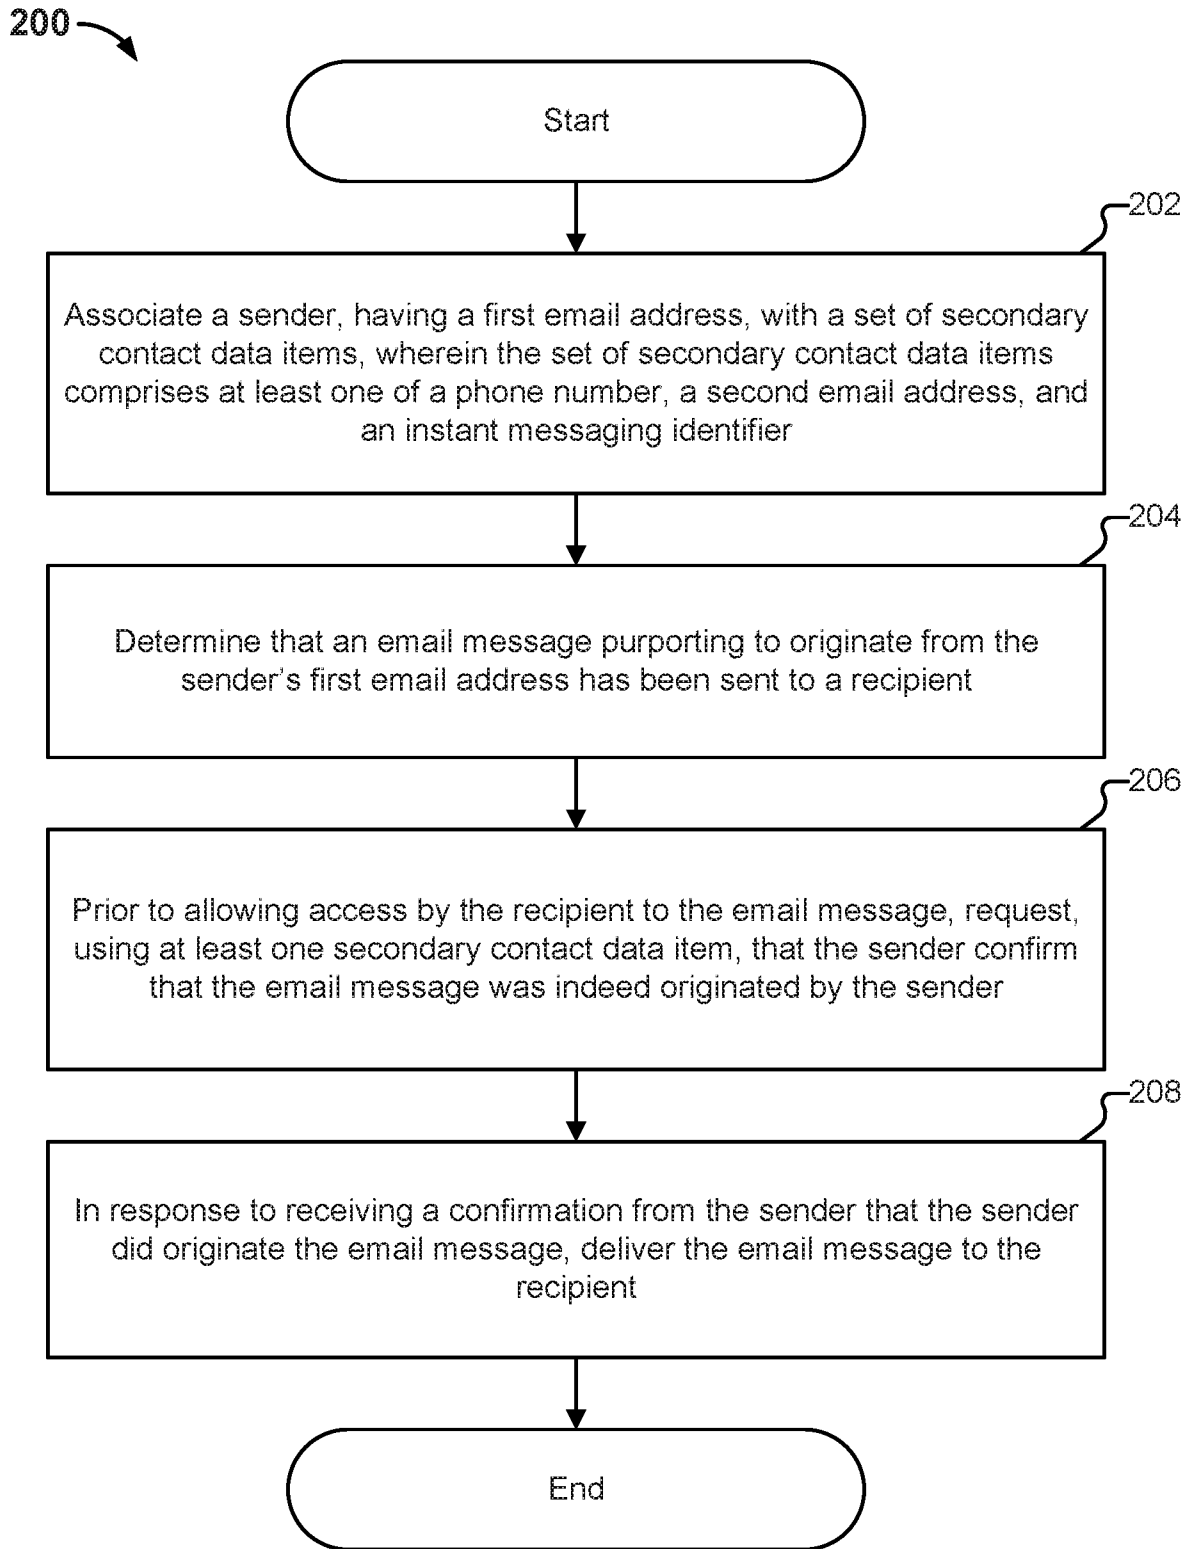 200
Start
202
Associate a sender, having a first email address, with a set of secondary
contact data items, wherein the set of secondary contact data items
comprises at least one of a phone number, a second email address, and
an instant messaging identifier
204
Determine that an email message purporting to originate from the
sender's first email address has been sent to a recipient
206
Prior to allowing access by the recipient to the email message, request,
using at least one secondary contact data item, that the sender confirm
that the email message was indeed originated by the sender
208
In response to receiving a confirmation from the sender that the sender
did originate the email message, deliver the email message to the
recipient
End